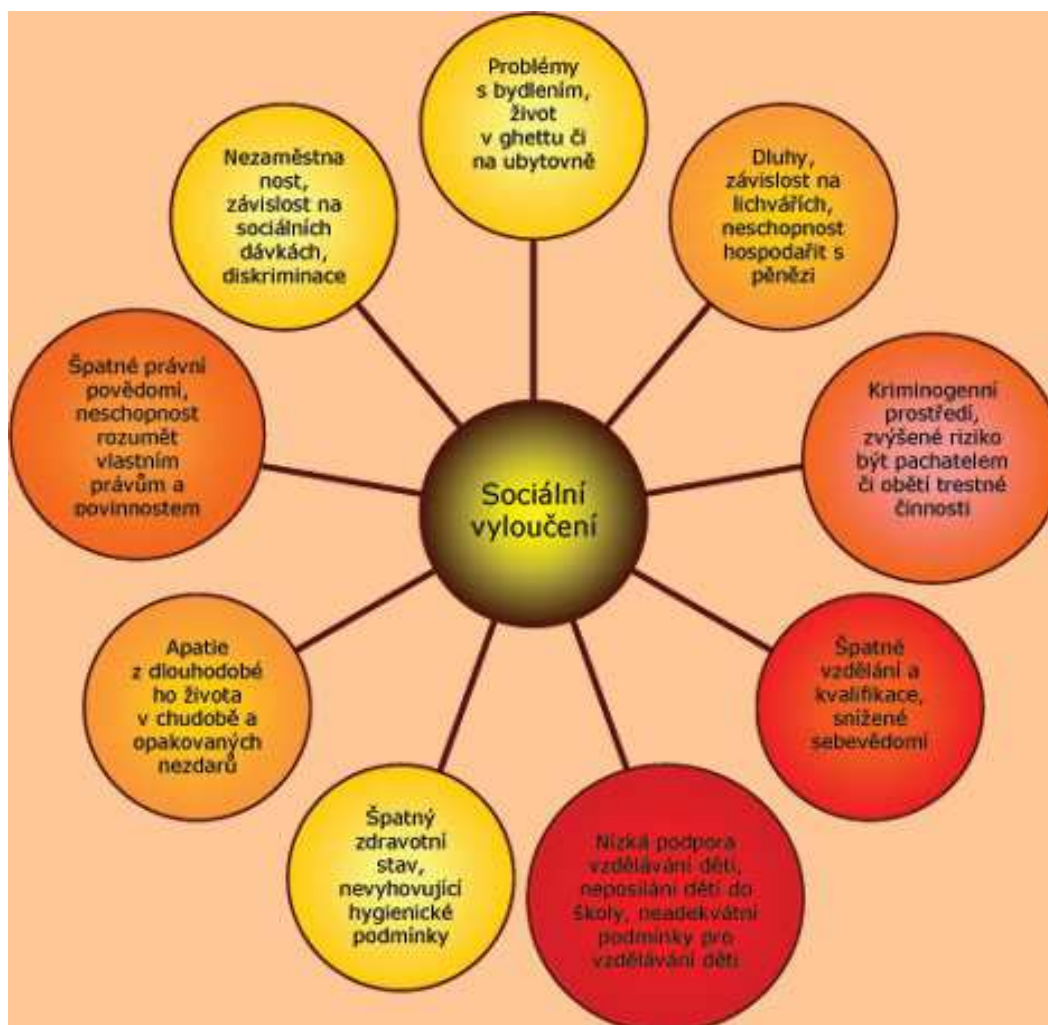 Problémy
s bydlením,
život
v ghettu či
na ubytovně
Dluhy,
závislost na
lichvářích,
neschopnost
hospodařit s
pěnězi
Kriminogenní
prostředí,
zvýšené riziko
být pachatelem
či obětí trestné
činnosti
Špatné
vzdělání a
kvalifikace,
snížené
sebevědomí
Nízká podpora
vzdělávání dětí,
neposílání dětí do
školy, neadekvátní
podmínky pro
vzdělávání dětí
Špatný
zdravotní
stav,
nevyhovující
hygienické
podmínky
Apatie
z dlouhodobé
ho života
v chudobě a
opakovaných
nezdarů
Špatné právní
povědomí,
neschopnost
rozumět
vlastním
právům a
povinnostem
Nezaměstna
nost,
závislost na
sociálních
dávkách,
diskriminace
Sociální
vyloučení